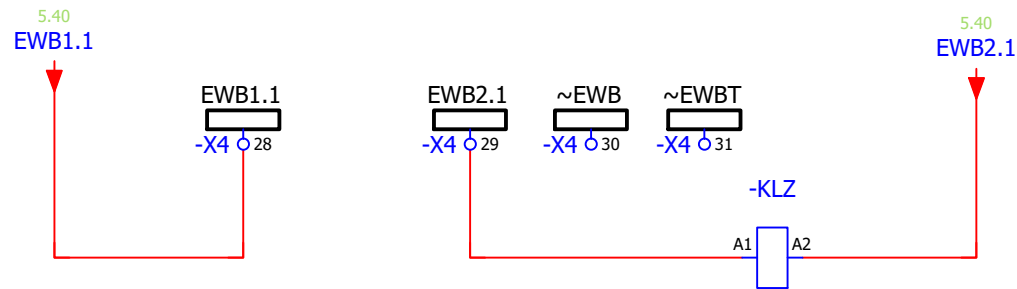 5.40
EWB1.1
5.40
EWB2.1
EWB1.1
EWB2.1
~EWB
~EWBT
-X4 28
-X4 29
-X4 30
-X4 31
-KLZ
A1
A2